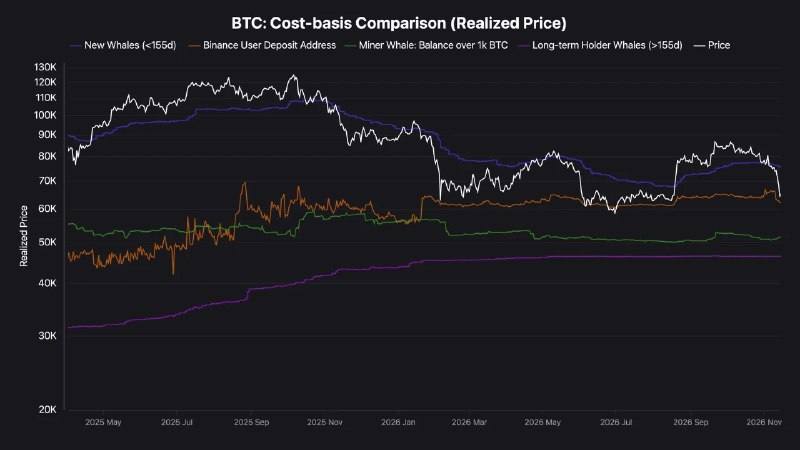 BTC: Cost-basis Comparison (Realized Price)
New Whales (<155d) Binance User Deposit Address Miner Whale: Balance over 1k BTC Long-term Holder Whales (>155d) Price
130K
120K
110K
100K
90K
80K
70K
60K
50K
40K
30K
20K
Realized Price
2025 May 2025 Jul 2025 Sep 2025 Nov 2026 Jan 2026 Mar 2026 May 2026 Jul 2026 Sep 2026 Nov